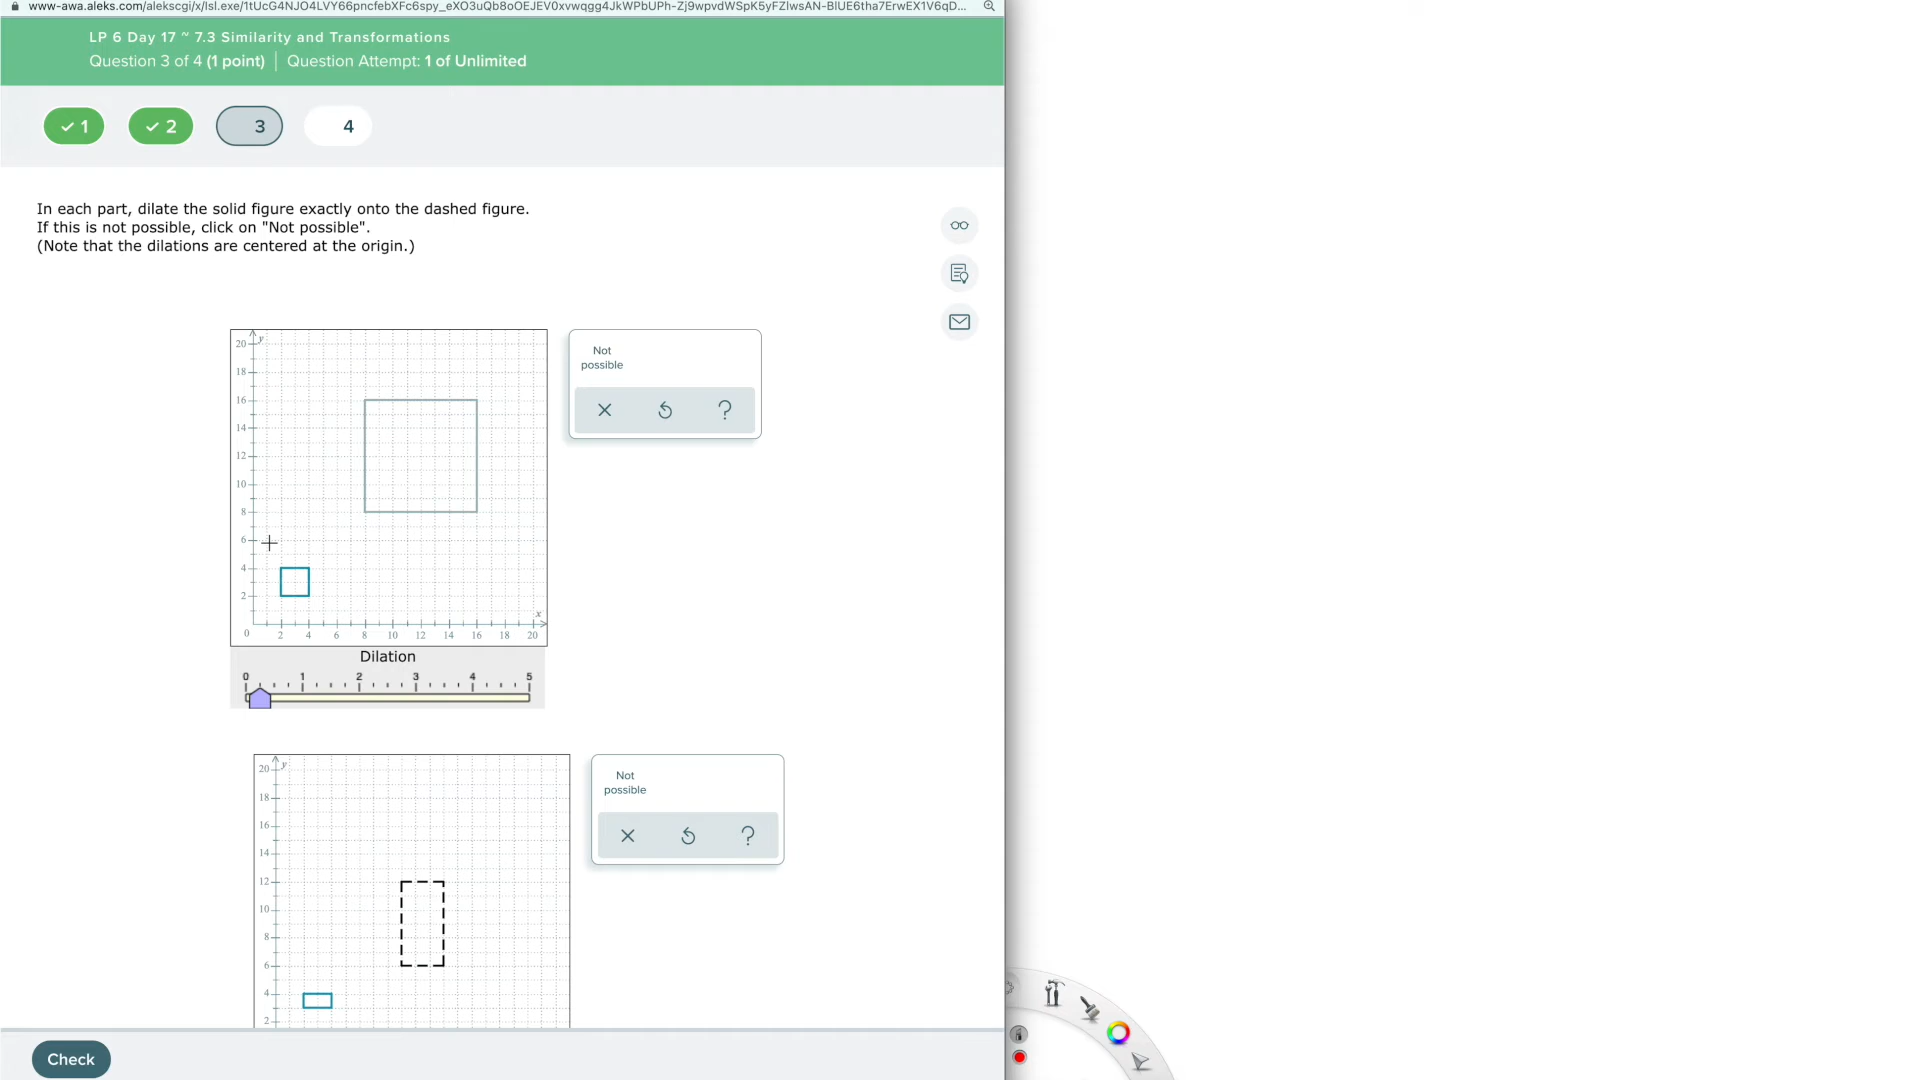 www-awa.aleks.com/alekscgi/x/Isl.exe/1tUcG4NJO4LVY66pncfebXFc6spy_eXO3uQb8oOEJEV0xvwqgg4JkWPbUPh-Zj9wpvdWSpK5yFZlwsAN-BlUE6tha7ErwEX1V6qD...
LP 6 Day 17 ~ 7.3 Similarity and Transformations
Question 3 of 4 (1 point) | Question Attempt: 1 of Unlimited
✓ 1 ✓ 2 3 4
In each part, dilate the solid figure exactly onto the dashed figure.
If this is not possible, click on "Not possible".
(Note that the dilations are centered at the origin.)
y
20
18
16
14
12
10
8
6
4
2
x
0 2 4 6 8 10 12 14 16 18 20
Not
possible
?
Dilation
0 1 2 3 4 5
y
20
18
16
14
12
10
8
6
4
2
Not
possible
?
Check